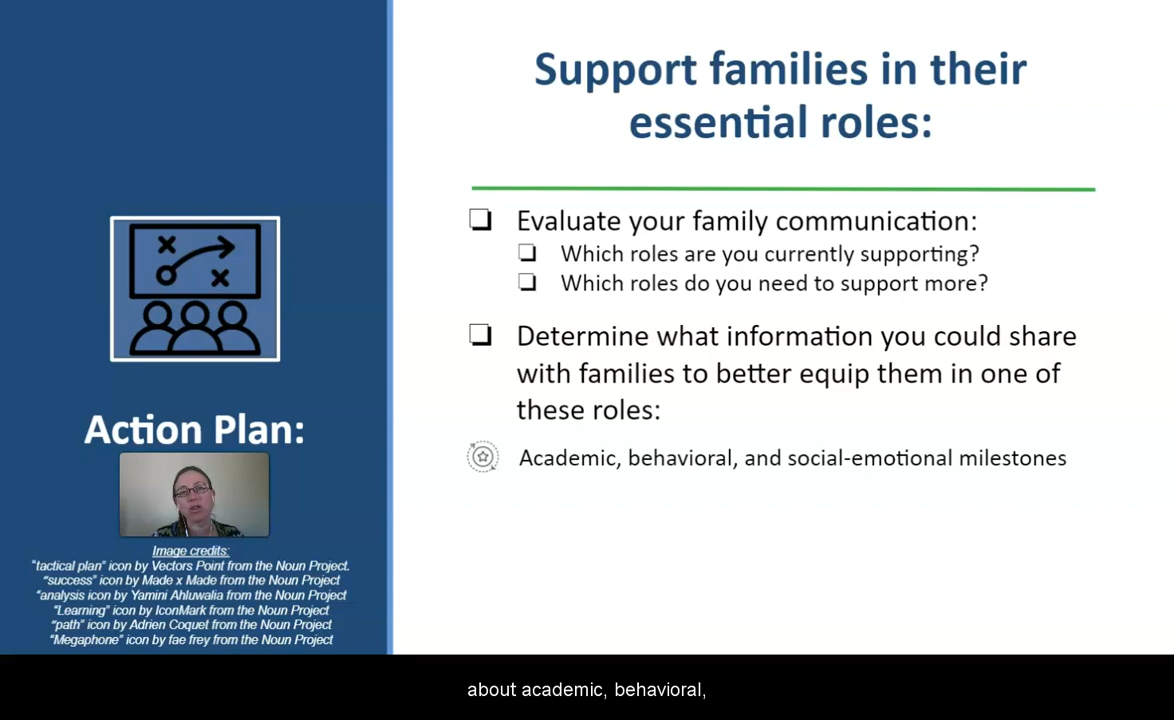 Support families in their
essential roles:
❏ Evaluate your family communication:
❏ Which roles are you currently supporting?
❏ Which roles do you need to support more?
❏ Determine what information you could share
with families to better equip them in one of
these roles:
Academic, behavioral, and social-emotional milestones
Action Plan:
Image credits:
"tactical plan" icon by Vectors Point from the Noun Project.
"success" icon by Made x Made from the Noun Project
"analysis icon by Yamini Ahluwalia from the Noun Project
"Learning" icon by IconMark from the Noun Project
"path" icon by Adrien Coquet from the Noun Project
"Megaphone" icon by fae frey from the Noun Project
about academic, behavioral,